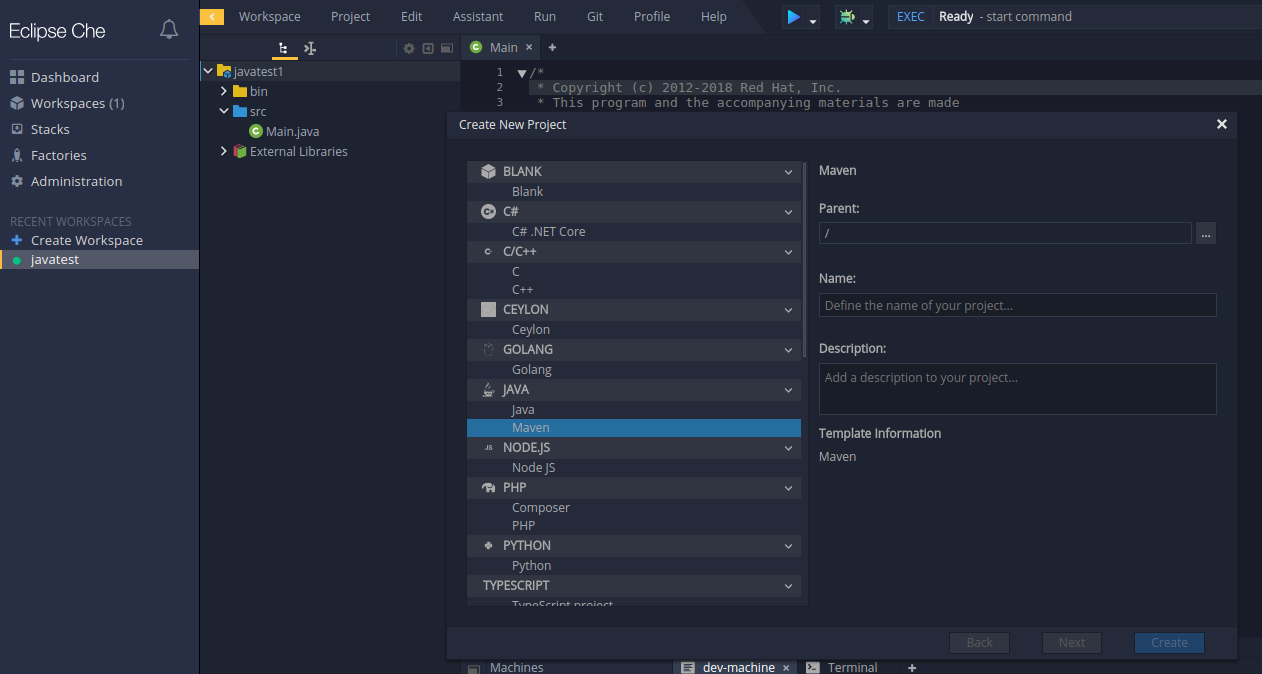 Eclipse Che
Workspace Project Edit Assistant Run Git Profile Help
EXEC Ready - start command
Dashboard
Workspaces (1)
Stacks
Factories
Administration
RECENT WORKSPACES
Create Workspace
javatest
javatest1
bin
src
Main.java
External Libraries
Main × +
1 /*
2 * Copyright (c) 2012-2018 Red Hat, Inc.
3 * This program and the accompanying materials are made
Create New Project
BLANK
Blank
C#
C# .NET Core
C/C++
C
C++
CEYLON
Ceylon
GOLANG
Golang
JAVA
Java
Maven
NODE.JS
Node JS
PHP
Composer
PHP
PYTHON
Python
TYPESCRIPT
TypeScript project
Maven
Parent:
/ ...
Name:
Define the name of your project...
Description:
Add a description to your project...
Template Information
Maven
Back Next Create
Machines
dev-machine × Terminal +